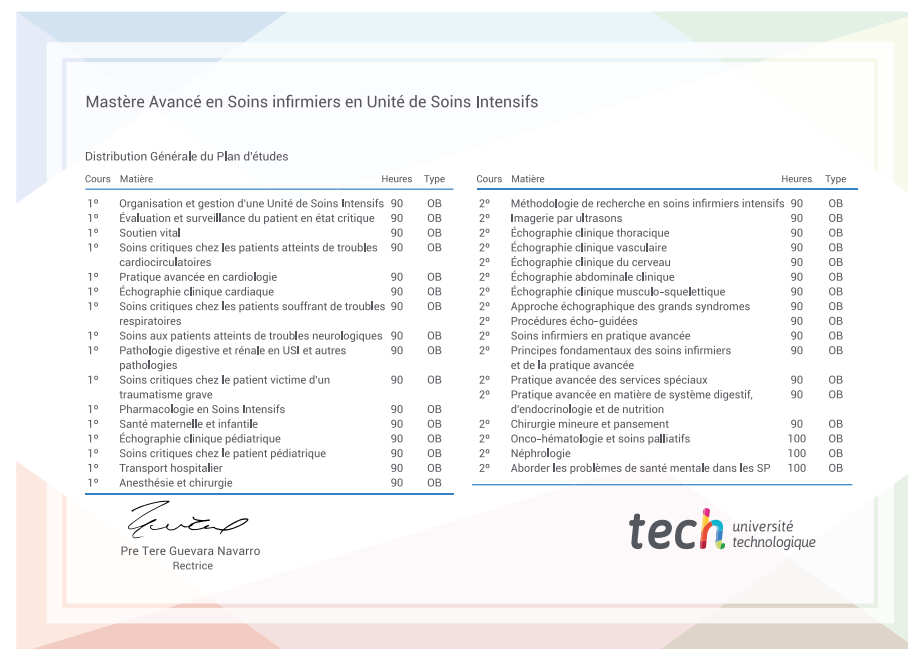 Mastère Avancé en Soins infirmiers en Unité de Soins Intensifs
Distribution Générale du Plan d'études
Cours Matière Heures Type
1º Organisation et gestion d'une Unité de Soins Intensifs 90 OB
1º Évaluation et surveillance du patient en état critique 90 OB
1º Soutien vital 90 OB
1º Soins critiques chez les patients atteints de troubles 90 OB
cardiocirculatoires
1º Pratique avancée en cardiologie 90 OB
1º Échographie clinique cardiaque 90 OB
1º Soins critiques chez les patients souffrant de troubles 90 OB
respiratoires
1º Soins aux patients atteints de troubles neurologiques 90 OB
1º Pathologie digestive et rénale en USI et autres 90 OB
pathologies
1º Soins critiques chez le patient victime d'un 90 OB
traumatisme grave
1º Pharmacologie en Soins Intensifs 90 OB
1º Santé maternelle et infantile 90 OB
1º Échographie clinique pédiatrique 90 OB
1º Soins critiques chez le patient pédiatrique 90 OB
1º Transport hospitalier 90 OB
1º Anesthésie et chirurgie 90 OB
Cours Matière Heures Type
2º Méthodologie de recherche en soins infirmiers intensifs 90 OB
2º Imagerie par ultrasons 90 OB
2º Échographie clinique thoracique 90 OB
2º Échographie clinique vasculaire 90 OB
2º Échographie clinique du cerveau 90 OB
2º Échographie abdominale clinique 90 OB
2º Échographie clinique musculo-squelettique 90 OB
2º Approche échographique des grands syndromes 90 OB
2º Procédures écho-guidées 90 OB
2º Soins infirmiers en pratique avancée 90 OB
2º Principes fondamentaux des soins infirmiers 90 OB
et de la pratique avancée
2º Pratique avancée des services spéciaux 90 OB
2º Pratique avancée en matière de système digestif, 90 OB
d'endocrinologie et de nutrition
2º Chirurgie mineure et pansement 90 OB
2º Onco-hématologie et soins palliatifs 100 OB
2º Néphrologie 100 OB
2º Aborder les problèmes de santé mentale dans les SP 100 OB
Pre Tere Guevara Navarro
Rectrice
tech université
technologique